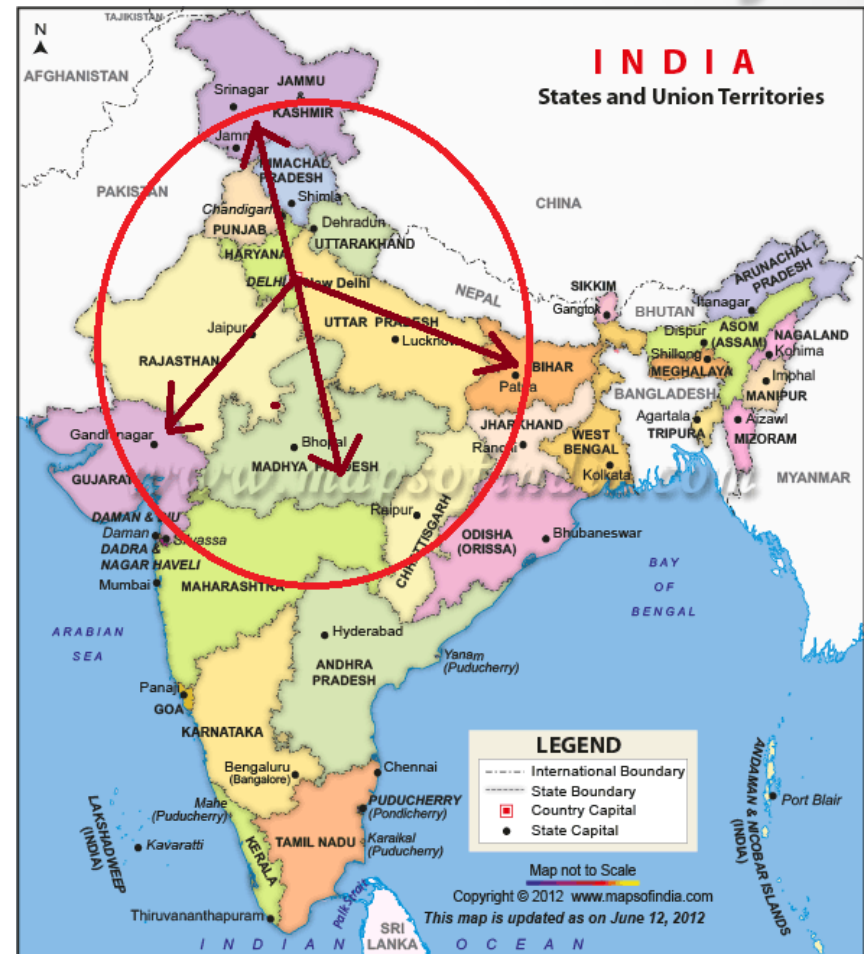 TAJIKISTAN
N
INDIA
States and Union Territories
AFGHANISTAN
JAMMU
&
KASHMIR
Srinagar
Jammu
HIMACHAL
PRADESH
PAKISTAN
Shimla
Chandigarh
PUNJAB
Dehradun
UTTARAKHAND
CHINA
HARYANA
DELHI
New Delhi
NEPAL
SIKKIM
Gangtok
BHUTAN
ARUNACHAL
PRADESH
Itanagar
Jaipur
UTTAR PRADESH
Lucknow
RAJASTHAN
Dispur
ASOM
(ASSAM)
NAGALAND
Kohima
Shillong
MEGHALAYA
BIHAR
Patna
Imphal
MANIPUR
BANGLADESH
Gandhinagar
GUJARAT
Bhopal
MADHYA PRADESH
JHARKHAND
Ranchi
WEST
BENGAL
Kolkata
Agartala
TRIPURA
Aizawl
MIZORAM
www.mapsofindia.com
MYANMAR
Raipur
CHHATTISGARH
DAMAN & DIU
Daman
Silvassa
DADRA &
NAGAR HAVELI
ODISHA
(ORISSA)
Bhubaneswar
Mumbai
MAHARASHTRA
BAY
OF
BENGAL
ARABIAN
SEA
Hyderabad
ANDHRA
PRADESH
Yanam
(Puducherry)
Panaji
GOA
KARNATAKA
Bengaluru
(Bangalore)
Chennai
LEGEND
International Boundary
State Boundary
Country Capital
State Capital
Mahe
(Puducherry)
PUDUCHERRY
(Pondicherry)
LAKSHADWEEP
(INDIA)
Kavaratti
KERALA
TAMIL NADU
Karaikal
(Puducherry)
ANDAMAN & NICOBAR ISLANDS
(INDIA)
Port Blair
Map not to Scale
Copyright © 2012 www.mapsofindia.com
This map is updated as on June 12, 2012
Thiruvananthapuram
Palk Strait
SRI
LANKA
INDIAN OCEAN